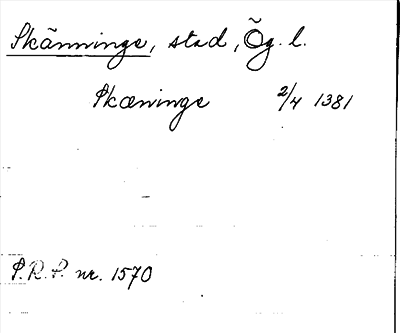 Skänninge, stad, Ög. l.
Skæninge 2/4 1381
S.R.P. nr. 1570